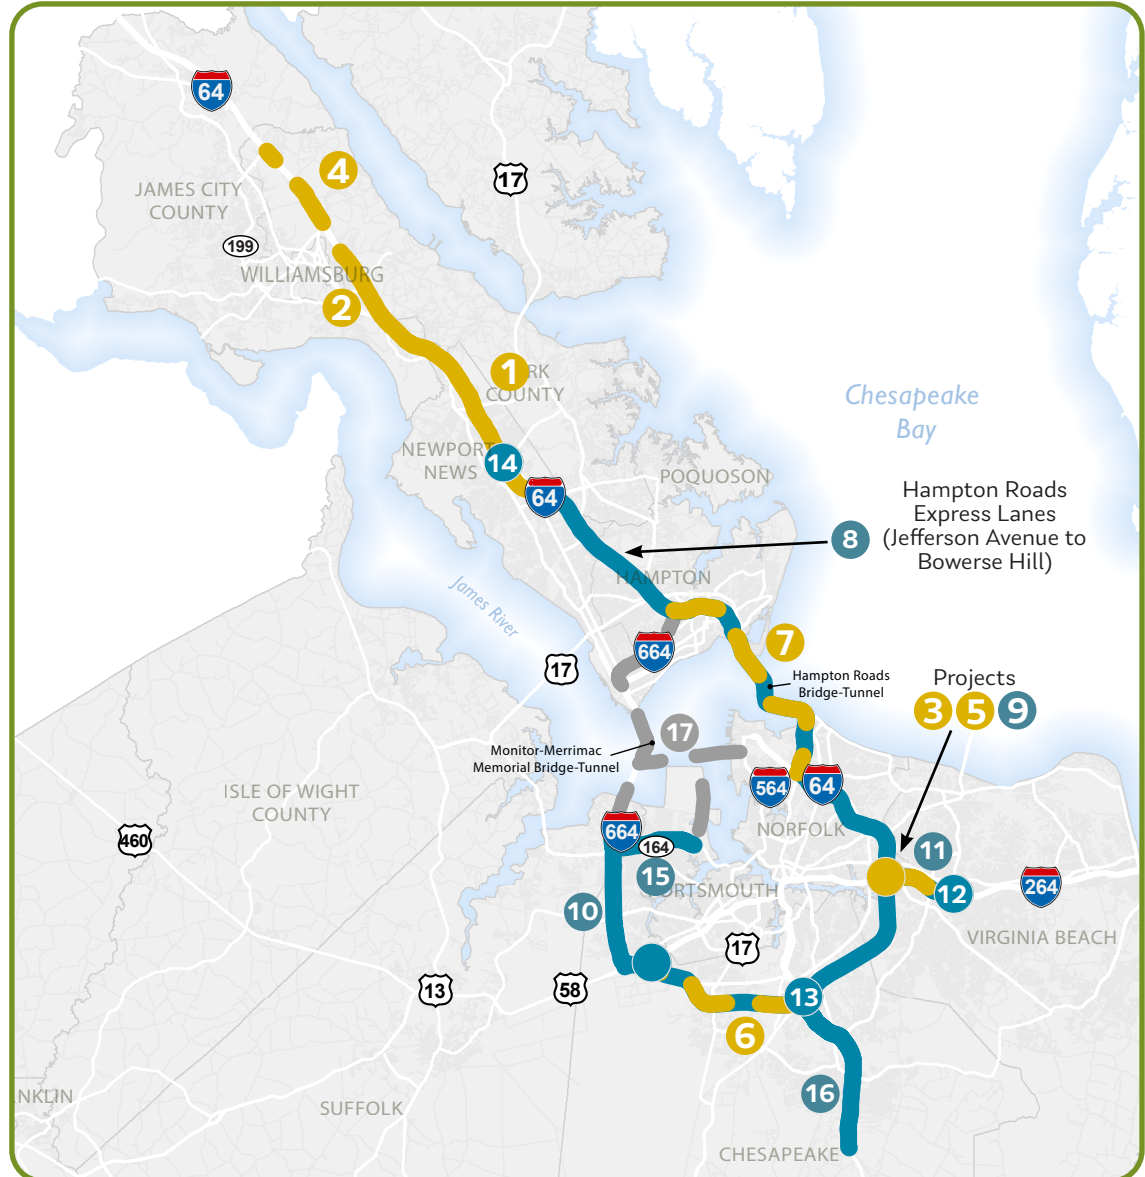 64
4
17
JAMES CITY
COUNTY
199
WILLIAMSBURG
2
1
RK
COUNTY
Chesapeake
Bay
NEWPORT
NEWS
14
POQUOSON
64
Hampton Roads
Express Lanes
(Jefferson Avenue to
Bowerse Hill)
8
HAMPTON
James River
664
7
17
Hampton Roads
Bridge-Tunnel
Projects
3 5 9
17
Monitor-Merrimac
Memorial Bridge-Tunnel
564
64
ISLE OF WIGHT
COUNTY
460
664
164
NORFOLK
11
15
ORTSMOUTH
12
264
10
17
VIRGINIA BEACH
13
58
13
6
NKLIN
SUFFOLK
16
CHESAPEAKE